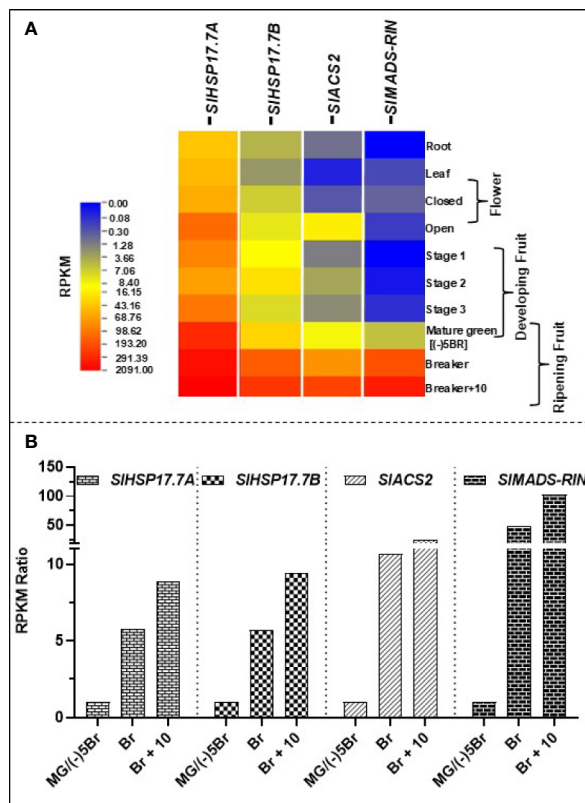 A
SlHSP17.7A
SlHSP17.7B
SlACS2
SlMADS-RIN
Root
Leaf
Closed
Open
Flower
Stage 1
Stage 2
Stage 3
Developing Fruit
Mature green
[(-)5BR]
Breaker
Breaker+10
Ripening Fruit
RPKM
0.00
0.08
0.30
1.28
3.66
7.06
8.40
16.15
43.16
68.76
98.62
193.20
291.39
2091.00
B
SlHSP17.7A
SlHSP17.7B
SlACS2
SlMADS-RIN
RPKM Ratio
150
100
50
10
5
0
MG/(-)5Br
Br
Br + 10
MG/(-)5Br
Br
Br + 10
MG/(-)5Br
Br
Br + 10
MG/(-)5Br
Br
Br + 10